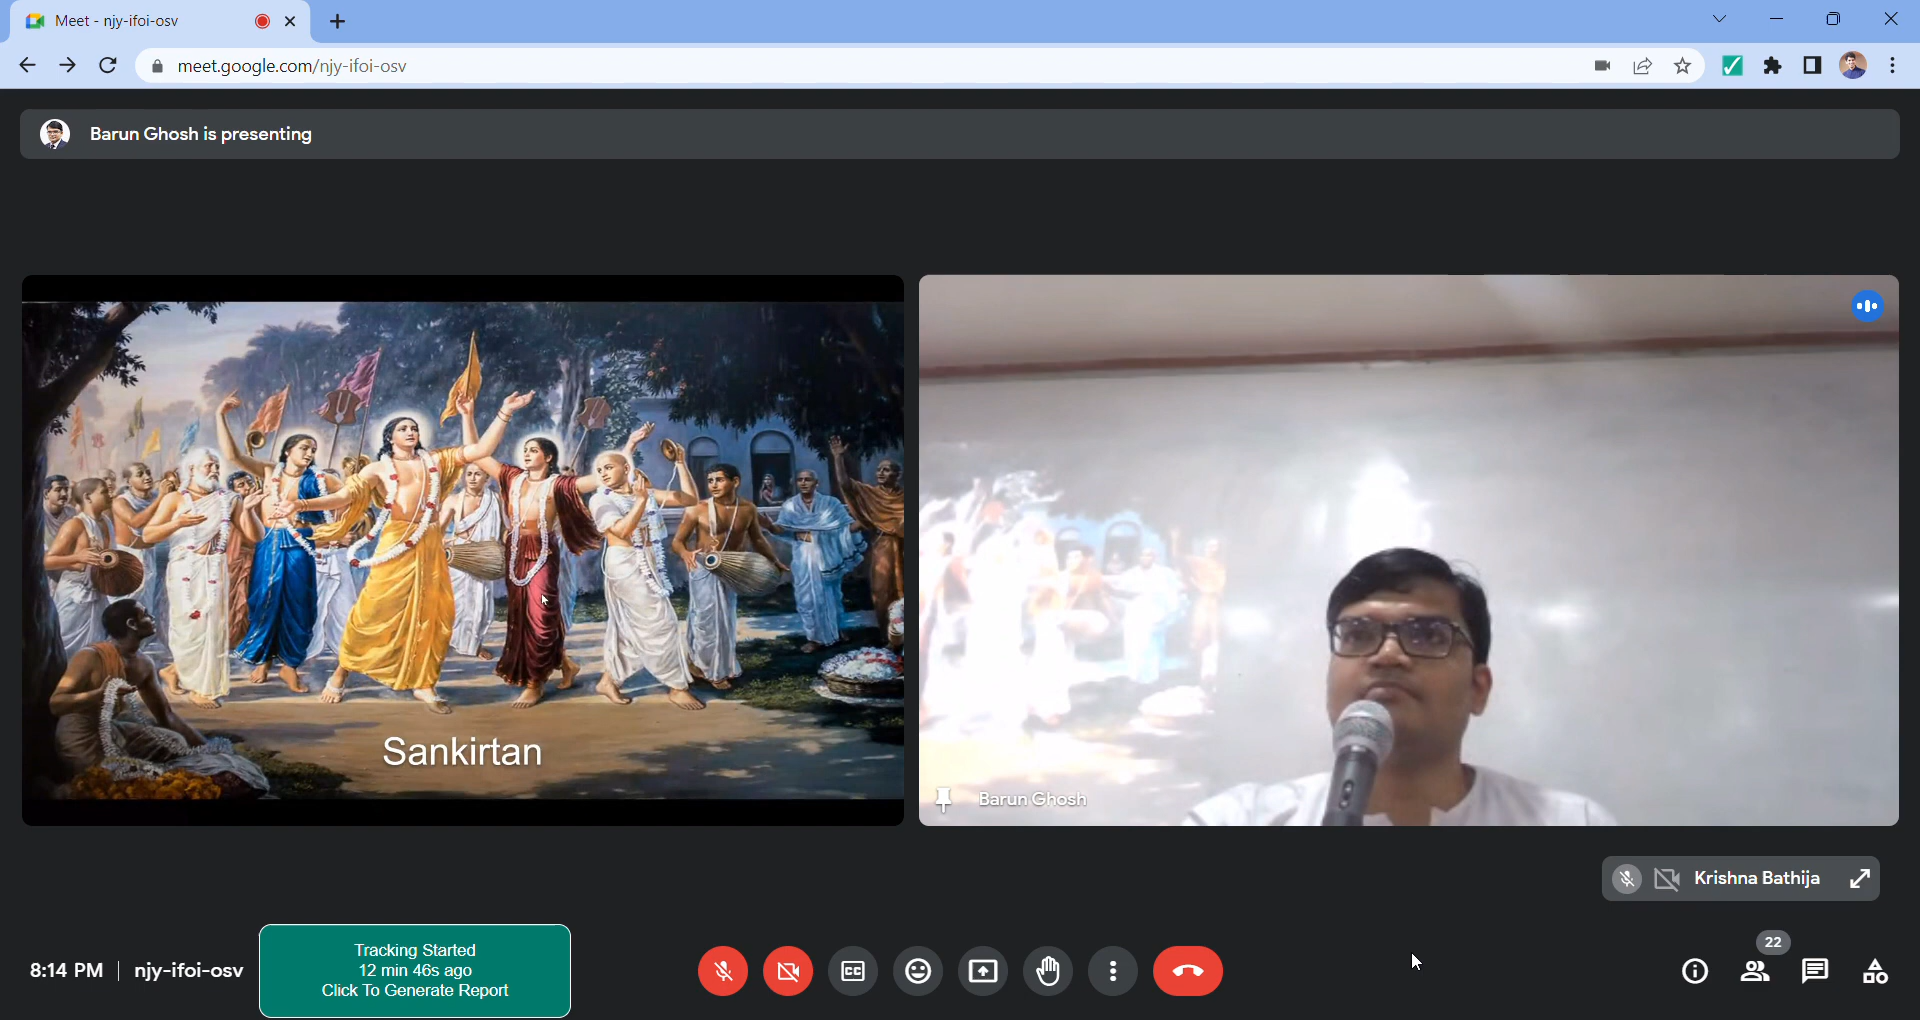 Meet - njy-ifoi-osv
meet.google.com/njy-ifoi-osv
Barun Ghosh is presenting
Sankirtan
Barun Ghosh
Krishna Bathija
8:14 PM | njy-ifoi-osv
Tracking Started
12 min 46s ago
Click To Generate Report
CC
22